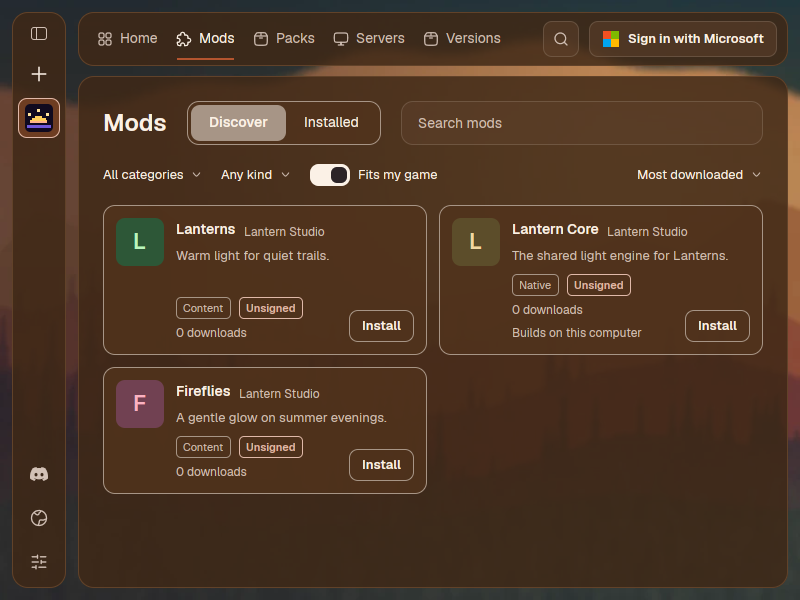 Home
Mods
Packs
Servers
Versions
Sign in with Microsoft
Mods
Discover
Installed
Search mods
All categories
Any kind
Fits my game
Most downloaded
L
Lanterns
Lantern Studio
Warm light for quiet trails.
Content
Unsigned
0 downloads
Install
L
Lantern Core
Lantern Studio
The shared light engine for Lanterns.
Native
Unsigned
0 downloads
Builds on this computer
Install
F
Fireflies
Lantern Studio
A gentle glow on summer evenings.
Content
Unsigned
0 downloads
Install